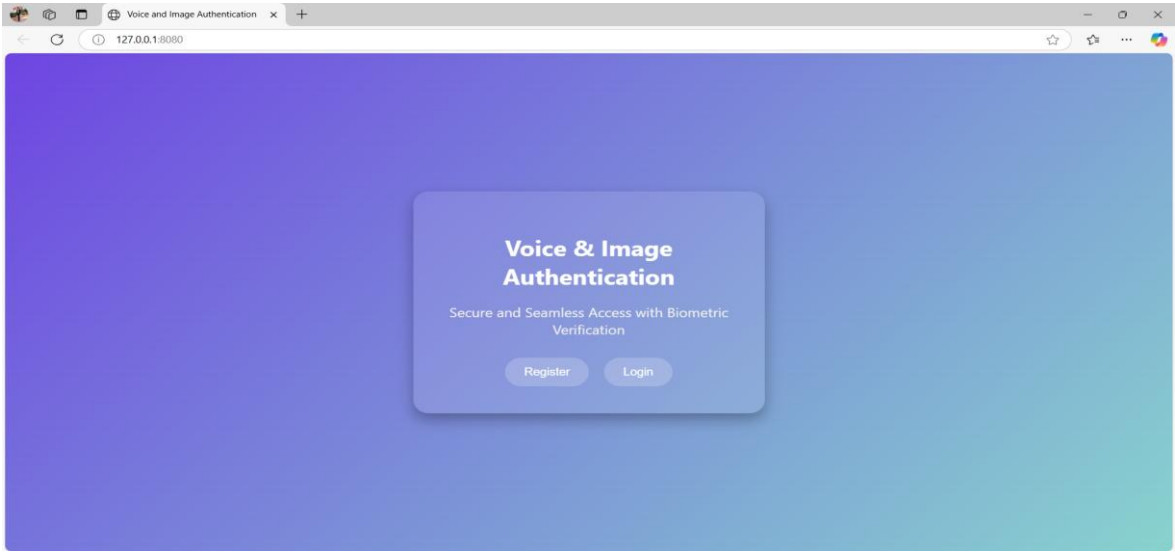 Voice and Image Authentication
127.0.0.1:8080
Voice & Image
Authentication
Secure and Seamless Access with Biometric
Verification
Register Login